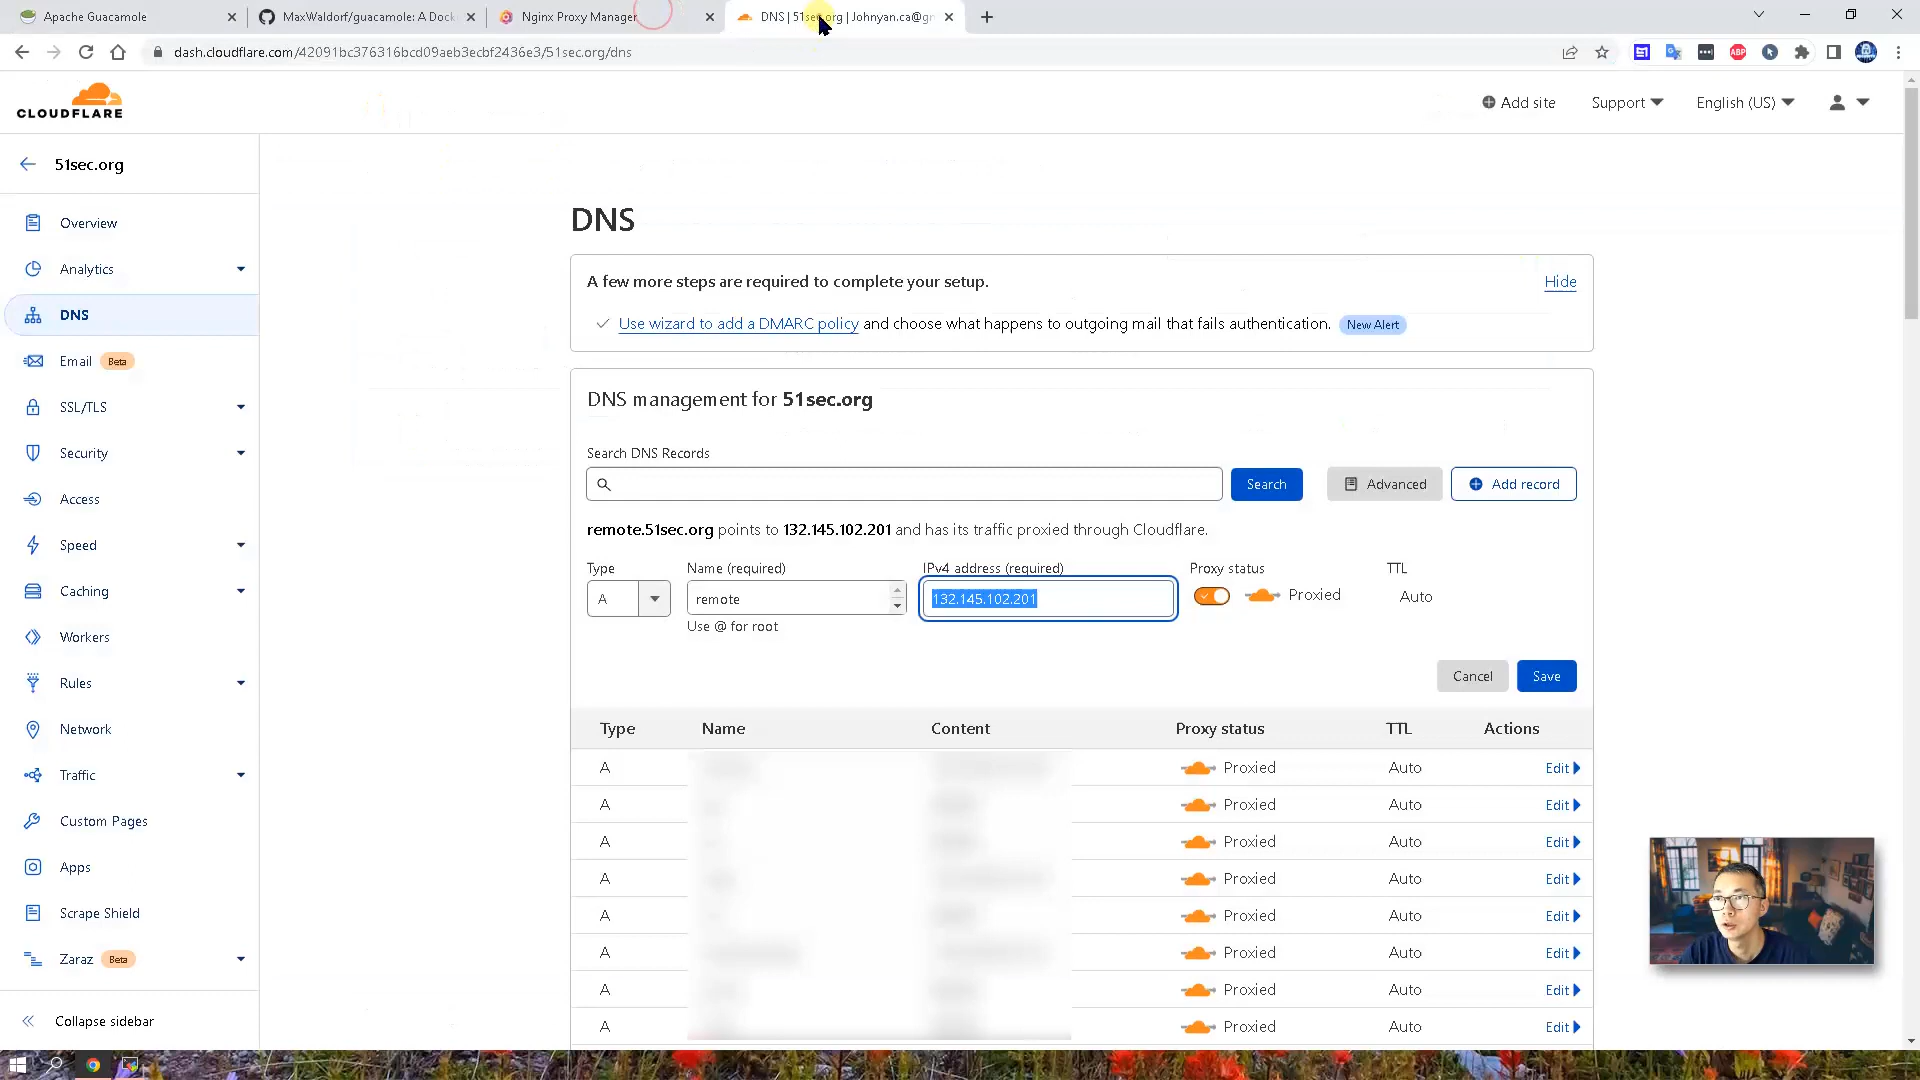 Apache Guacamole
MaxWaldorf/guacamole: A Dock
Nginx Proxy Manager
DNS | 51sec.org | Johnyan.ca@gm
dash.cloudflare.com/42091bc376316bcd09aeb3ecbf2436e3/51sec.org/dns
ABP
CLOUDFLARE
Add site
Support
English (US)
51sec.org
Overview
Analytics
DNS
Email Beta
SSL/TLS
Security
Access
Speed
Caching
Workers
Rules
Network
Traffic
Custom Pages
Apps
Scrape Shield
Zaraz Beta
Collapse sidebar
DNS
A few more steps are required to complete your setup.
Hide
Use wizard to add a DMARC policy and choose what happens to outgoing mail that fails authentication. New Alert
DNS management for 51sec.org
Search DNS Records
Search
Advanced
Add record
remote.51sec.org points to 132.145.102.201 and has its traffic proxied through Cloudflare.
Type Name (required) IPv4 address (required) Proxy status TTL
A remote 132.145.102.201 Proxied Auto
Use @ for root
Cancel Save
Type Name Content Proxy status TTL Actions
A Proxied Auto Edit
A Proxied Auto Edit
A Proxied Auto Edit
A Proxied Auto Edit
A Proxied Auto Edit
A Proxied Auto Edit
A Proxied Auto Edit
A Proxied Auto Edit